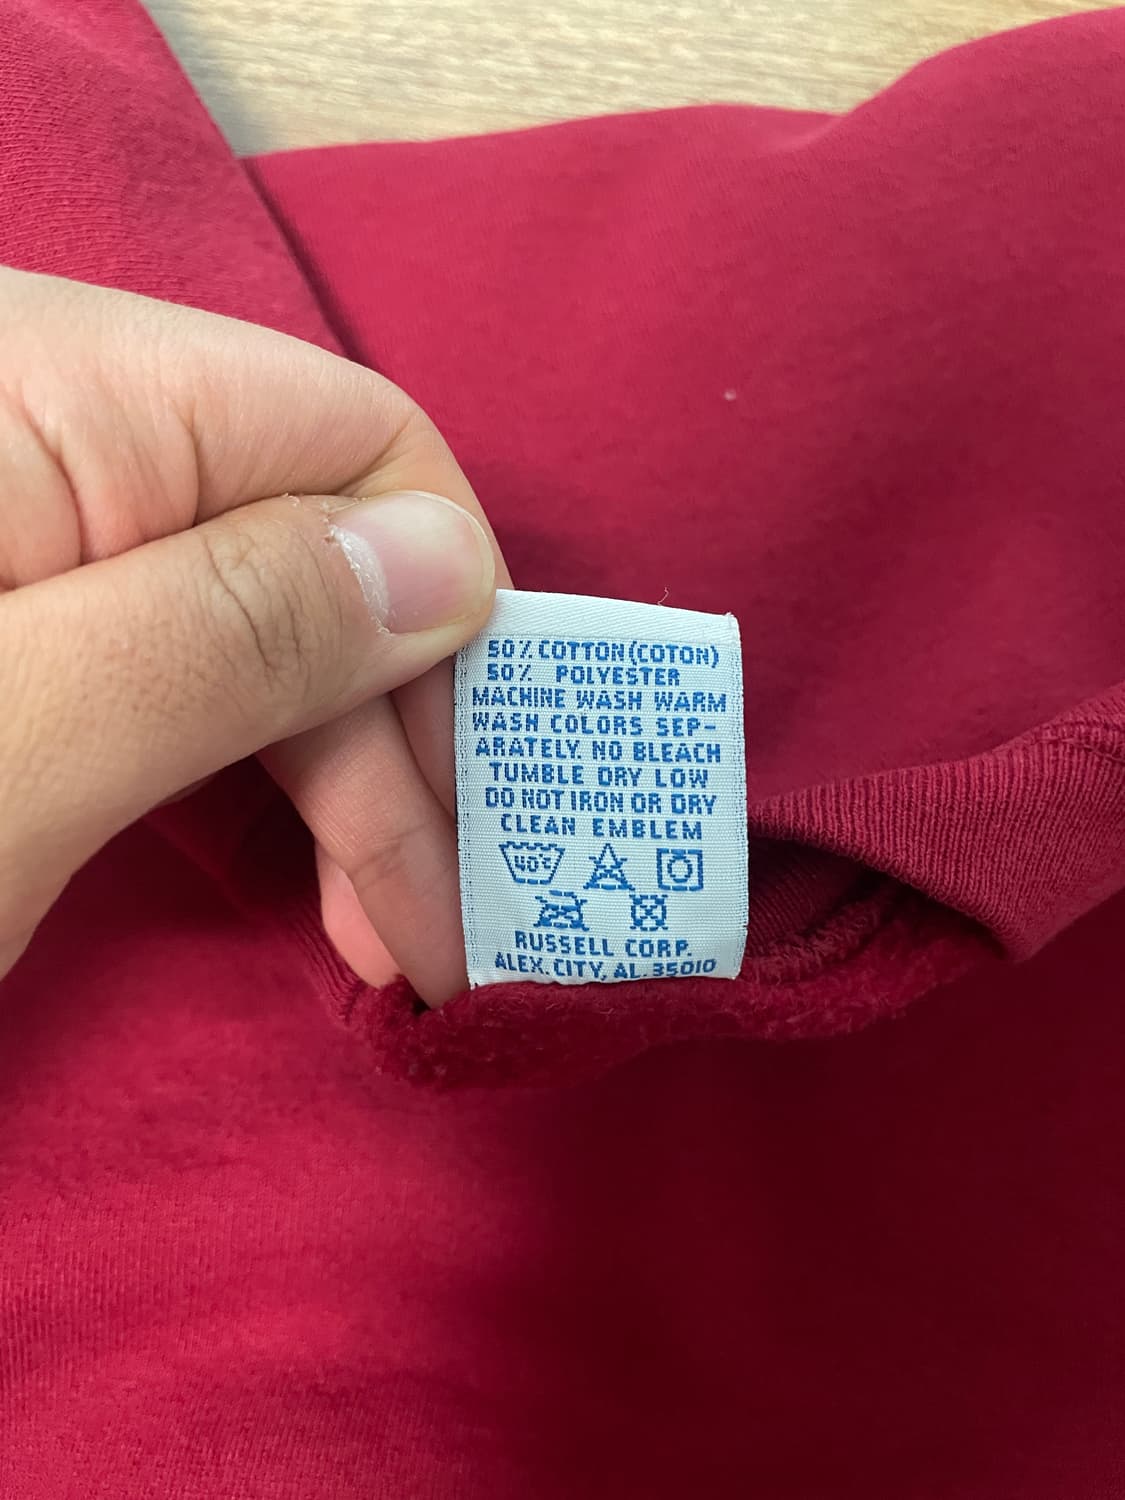 50% COTTON (COTON)
50% POLYESTER
MACHINE WASH WARM
WASH COLORS SEP-
ARATELY. NO BLEACH
TUMBLE DRY LOW
DO NOT IRON OR DRY
CLEAN EMBLEM
40°C
RUSSELL CORP.
ALEX. CITY, AL. 35010